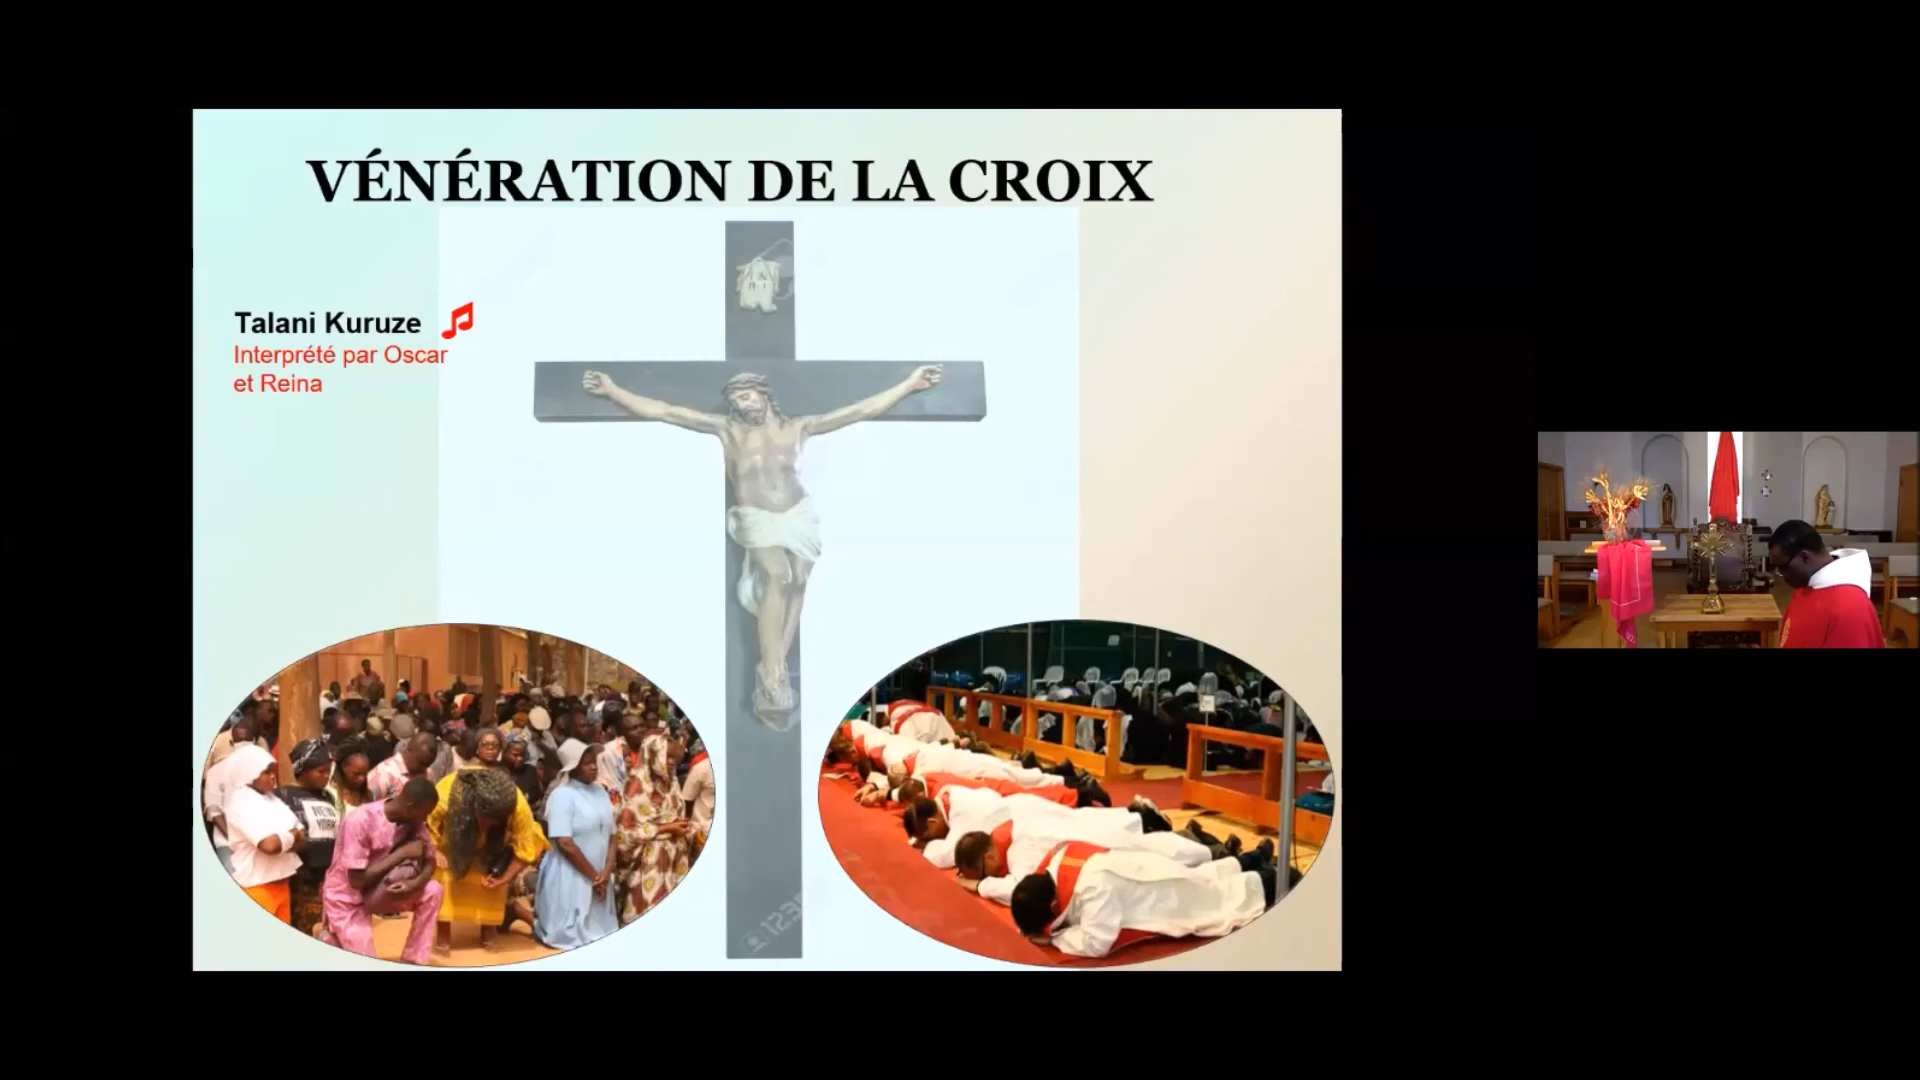 VÉNÉRATION DE LA CROIX
Talani Kuruze
Interprété par Oscar
et Reina